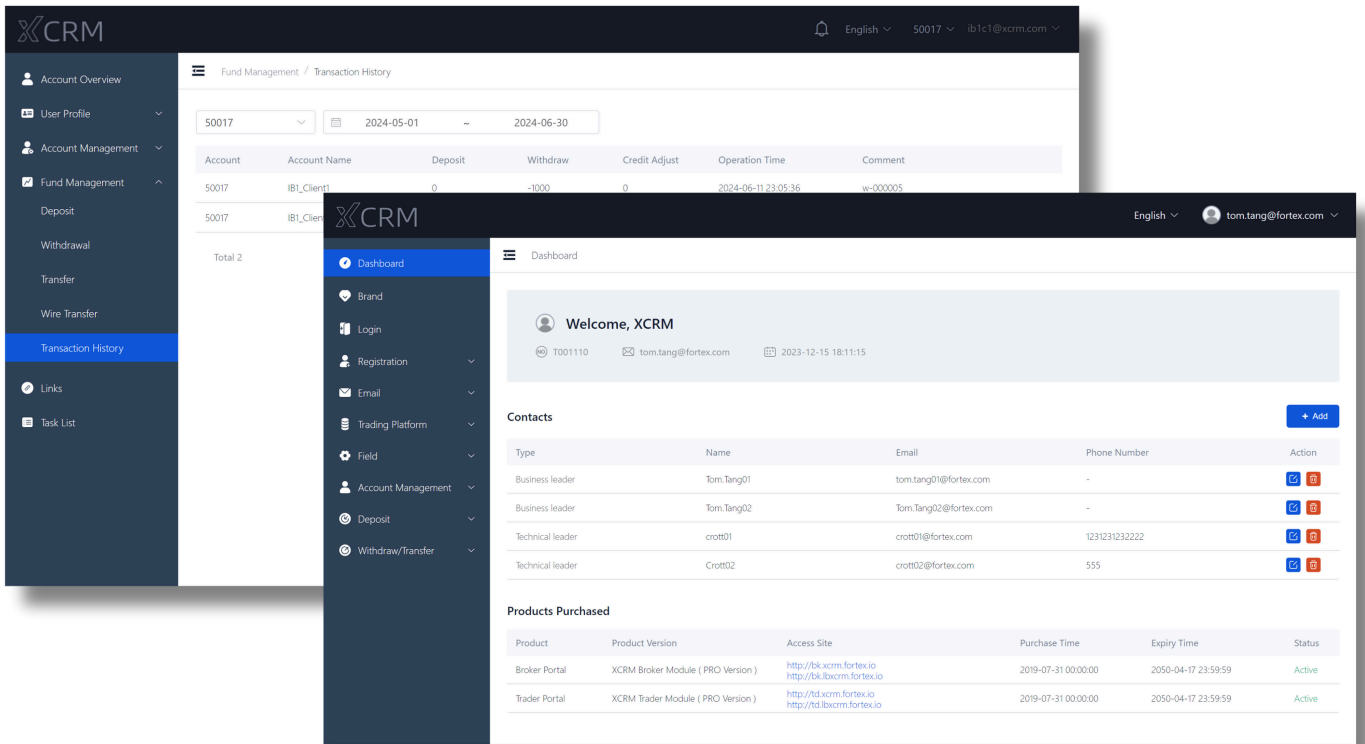 XCRM
English 50017 ib1c1@xcrm.com
Account Overview
User Profile
Account Management
Fund Management
Deposit
Withdrawal
Transfer
Wire Transfer
Transaction History
Links
Task List
Fund Management / Transaction History
50017 2024-05-01 ~ 2024-06-30
Account Account Name Deposit Withdraw Credit Adjust Operation Time Comment
50017 IB1_Client1 0 -1000 0 2024-06-11 23:05:36 w-000005
50017 IB1_Clien
Total 2
XCRM
English tom.tang@fortex.com
Dashboard
Brand
Login
Registration
Email
Trading Platform
Field
Account Management
Deposit
Withdraw/Transfer
Dashboard
Welcome, XCRM
NO T001110 tom.tang@fortex.com 2023-12-15 18:11:15
Contacts + Add
Type Name Email Phone Number Action
Business leader Tom.Tang01 tom.tang01@fortex.com -
Business leader Tom.Tang02 Tom.Tang02@fortex.com -
Technical leader crott01 crott01@fortex.com 1231231232222
Technical leader Crott02 crott02@fortex.com 555
Products Purchased
Product Product Version Access Site Purchase Time Expiry Time Status
Broker Portal XCRM Broker Module ( PRO Version ) http://bk.xcrm.fortex.io 2019-07-31 00:00:00 2050-04-17 23:59:59 Active
http://bk.lbxcrm.fortex.io
Trader Portal XCRM Trader Module ( PRO Version ) http://td.xcrm.fortex.io 2019-07-31 00:00:00 2050-04-17 23:59:59 Active
http://td.lbxcrm.fortex.io